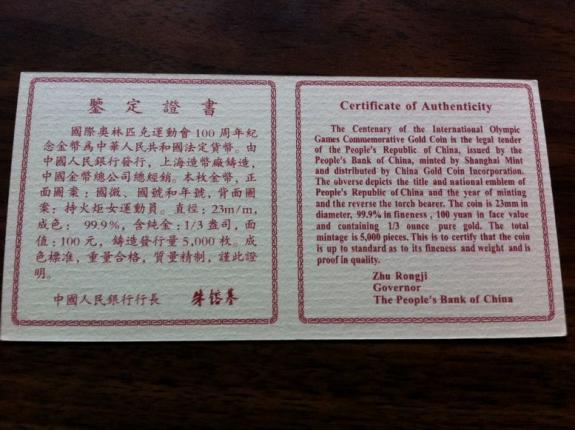 鑒定證書
國際奧林匹克運動會100周年紀
念金幣為中華人民共和國法定貨幣。由
中國人民銀行發行，上海造幣廠鑄造，
中國金幣總公司總經銷。本枚金幣，正
面圖案：國徽、國號和年號，背面圖
案：持火炬女運動員。直徑：23m/m，
成色： 99.9%，含純金：1/3盎司，面
值：100元，鑄造發行量5,000枚。成
色標准，重量合格，質量精制，謹此證
明。
中國人民銀行行長 朱镕基
Certificate of Authenticity
The Centenary of the International Olympic
Games Commemorative Gold Coin is the legal tender
of the People's Republic of China, issued by the
People's Bank of China, minted by Shanghai Mint
and distributed by China Gold Coin Incorporation.
The obverse depicts the title and national emblem of
People's Republic of China and the year of minting
and the reverse the torch bearer. The coin is 23mm in
diameter, 99.9% in fineness , 100 yuan in face value
and containing 1/3 ounce pure gold. The total
mintage is 5,000 pieces. This is to certify that the coin
is up to standard as to its fineness and weight and is
proof in quality.
Zhu Rongji
Governor
The People's Bank of China